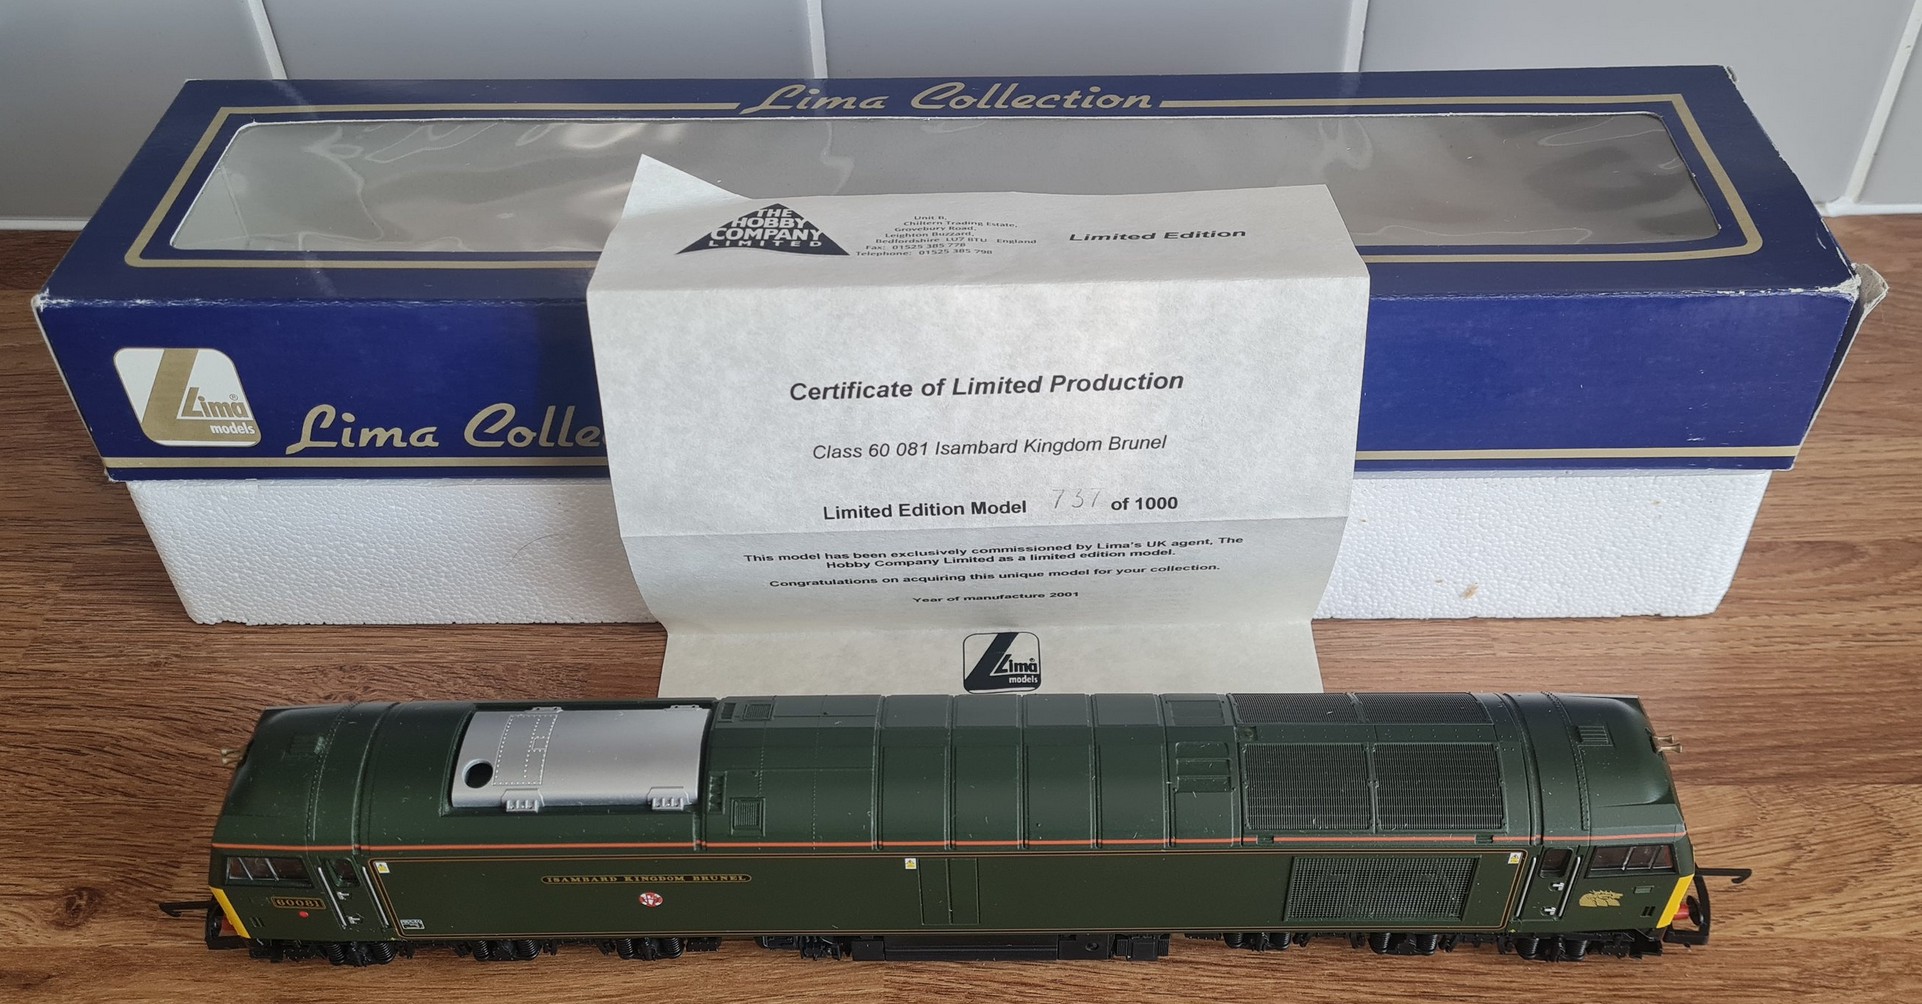 Lima Collection
THE
HOBBY
COMPANY
LIMITED
Unit B,
Chiltern Trading Estate,
Grovebury Road,
Leighton Buzzard,
Bedfordshire LU7 8TU England
Fax: 01525 385 778
Telephone: 01525 385 798
Limited Edition
Certificate of Limited Production
Class 60 081 Isambard Kingdom Brunel
Limited Edition Model 737 of 1000
This model has been exclusively commissioned by Lima's UK agent, The
Hobby Company Limited as a limited edition model.
Congratulations on acquiring this unique model for your collection.
Year of manufacture 2001
Lima
models
Lima®
models
Lima Colle
ISAMBARD KINGDOM BRUNEL
60081